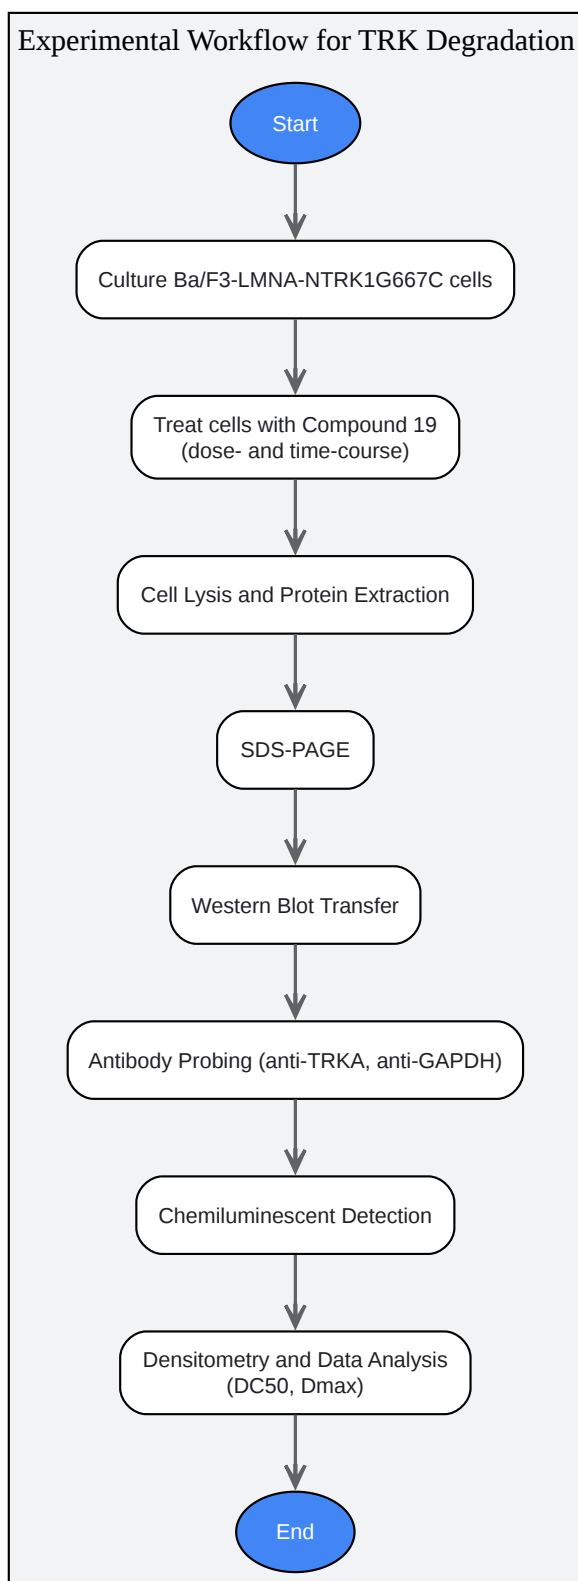 Experimental Workflow for TRK Degradation
Start
Culture Ba/F3-LMNA-NTRK1G667C cells
Treat cells with Compound 19
(dose- and time-course)
Cell Lysis and Protein Extraction
SDS-PAGE
Western Blot Transfer
Antibody Probing (anti-TRKA, anti-GAPDH)
Chemiluminescent Detection
Densitometry and Data Analysis
(DC50, Dmax)
End